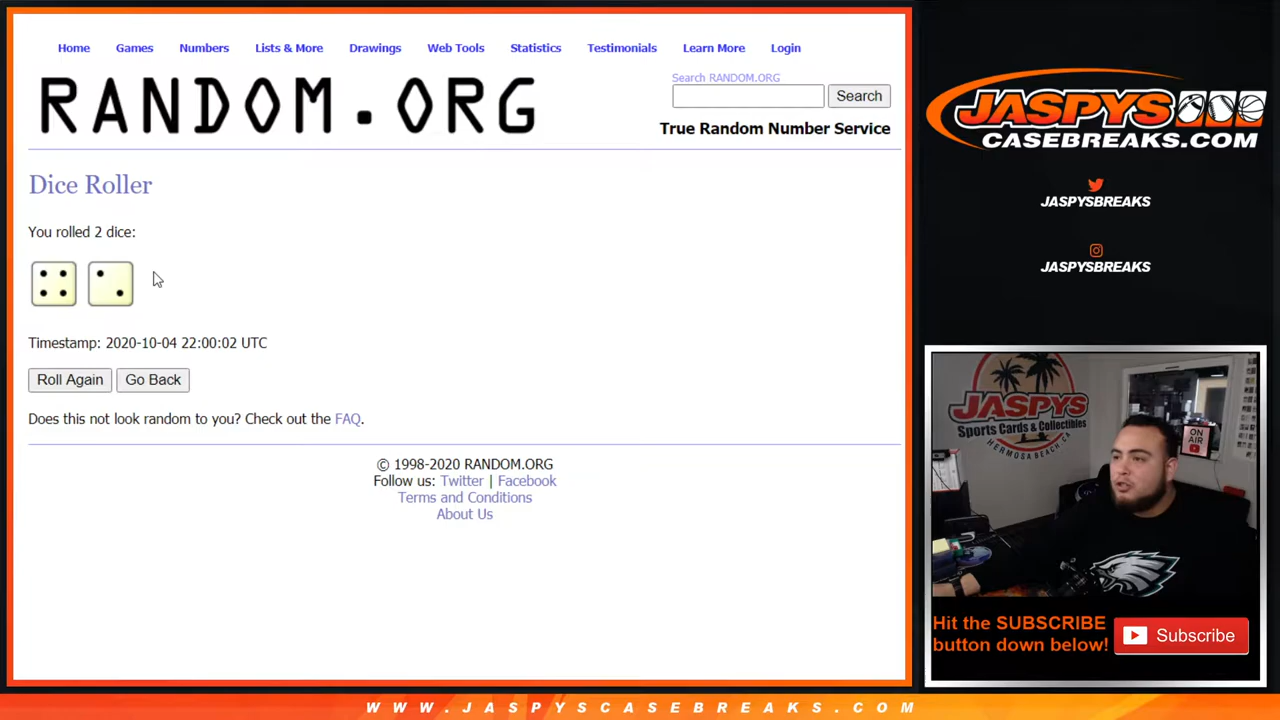 Home Games Numbers Lists & More Drawings Web Tools Statistics Testimonials Learn More Login
RANDOM.ORG
Search RANDOM.ORG
Search
True Random Number Service
Dice Roller
You rolled 2 dice:
Timestamp: 2020-10-04 22:00:02 UTC
Roll Again Go Back
Does this not look random to you? Check out the FAQ.
© 1998-2020 RANDOM.ORG
Follow us: Twitter | Facebook
Terms and Conditions
About Us
JASPYS
CASEBREAKS.COM
JASPYSBREAKS
JASPYSBREAKS
JASPYS
Sports Cards & Collectibles
HERMOSA BEACH, CA
ON AIR
Hit the SUBSCRIBE
button down below!
Subscribe
WWW.JASPYSCASEBREAKS.COM